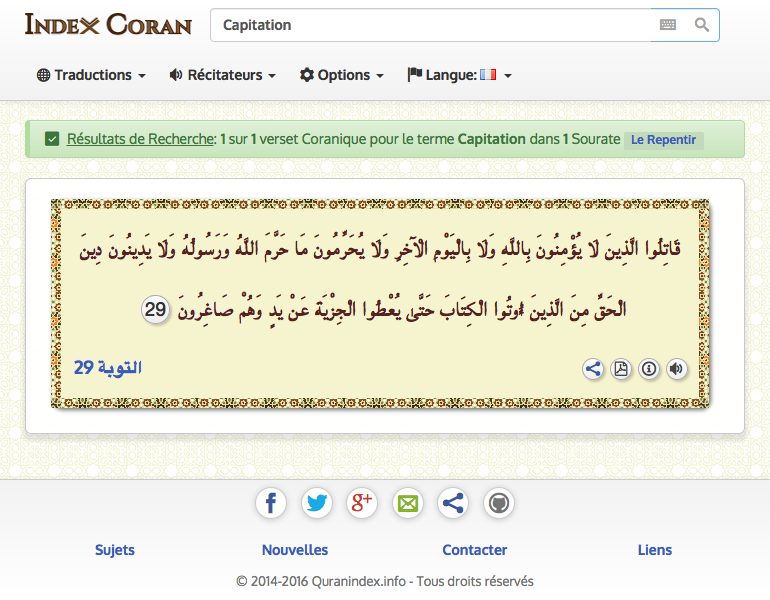 Index Coran
Capitation
Traductions
Récitateurs
Options
Langue:
Résultats de Recherche: 1 sur 1 verset Coranique pour le terme Capitation dans 1 Sourate Le Repentir
قَاتِلُوا الَّذِينَ لَا يُؤْمِنُونَ بِاللَّهِ وَلَا بِالْيَوْمِ الْآخِرِ وَلَا يُحَرِّمُونَ مَا حَرَّمَ اللَّهُ وَرَسُولُهُ وَلَا يَدِينُونَ دِينَ
الْحَقِّ مِنَ الَّذِينَ أُوتُوا الْكِتَابَ حَتَّىٰ يُعْطُوا الْجِزْيَةَ عَنْ يَدٍ وَهُمْ صَاغِرُونَ 29
التوبة 29
Sujets
Nouvelles
Contacter
Liens
© 2014-2016 Quranindex.info - Tous droits réservés